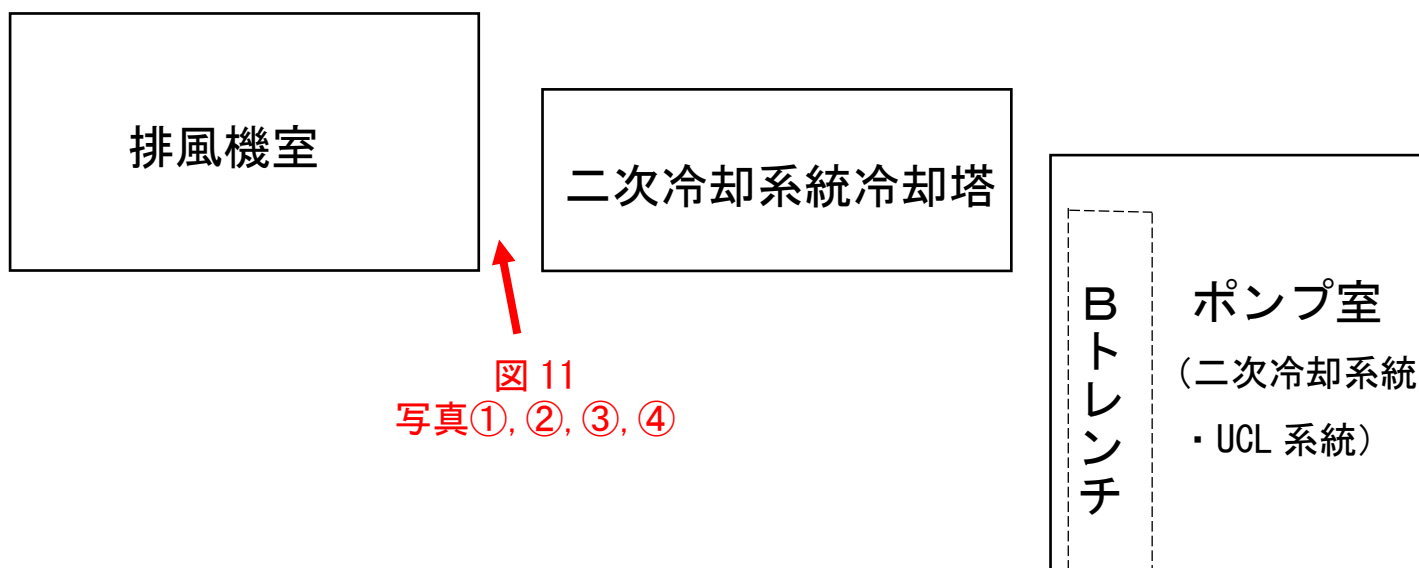 排風機室
二次冷却系統冷却塔
図 11
写真①, ②, ③, ④
Bトレンチ
ポンプ室
(二次冷却系統
・UCL 系統)